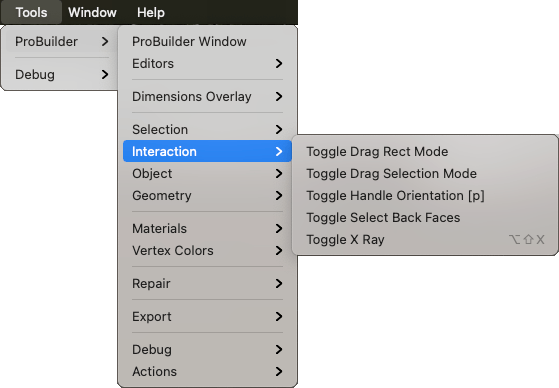 Tools Window Help
ProBuilder
Debug
ProBuilder Window
Editors
Dimensions Overlay
Selection
Interaction
Object
Geometry
Materials
Vertex Colors
Repair
Export
Debug
Actions
Toggle Drag Rect Mode
Toggle Drag Selection Mode
Toggle Handle Orientation [p]
Toggle Select Back Faces
Toggle X Ray ⌥⇧X